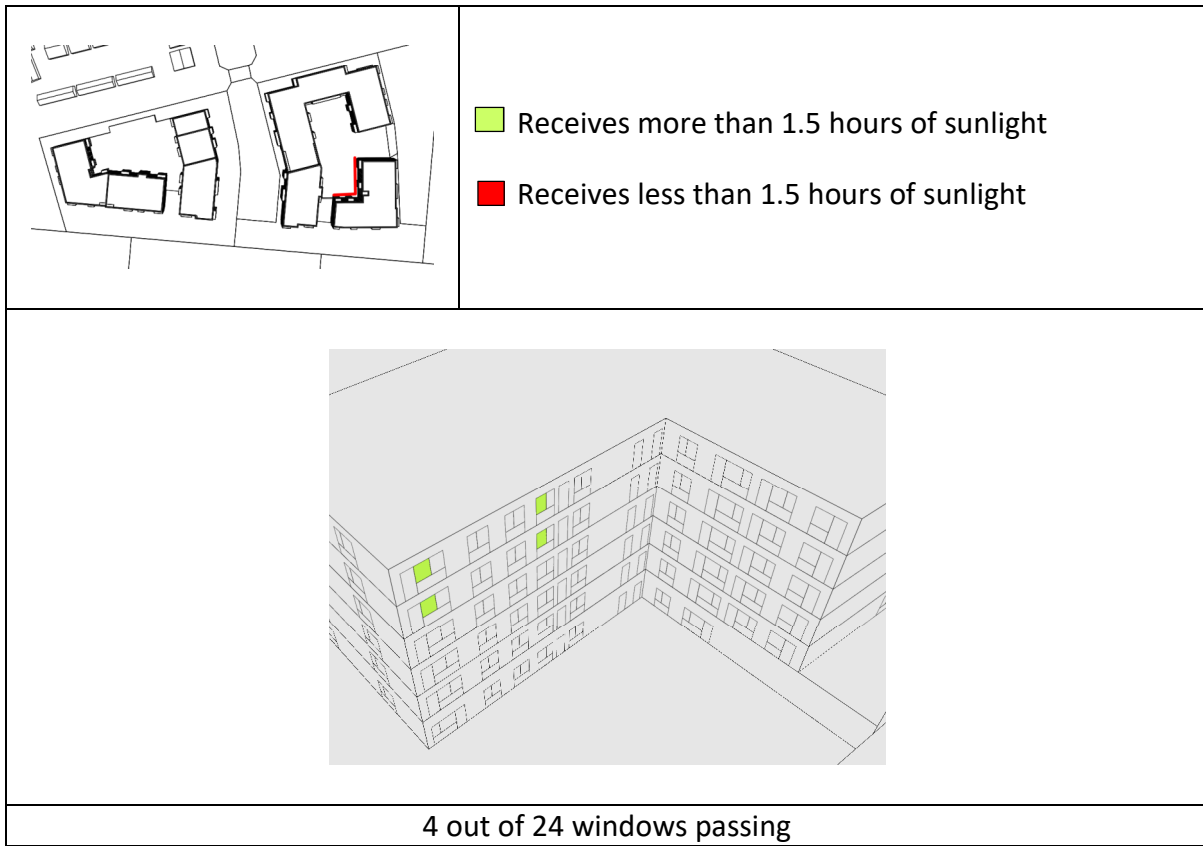 Receives more than 1.5 hours of sunlight
Receives less than 1.5 hours of sunlight
4 out of 24 windows passing